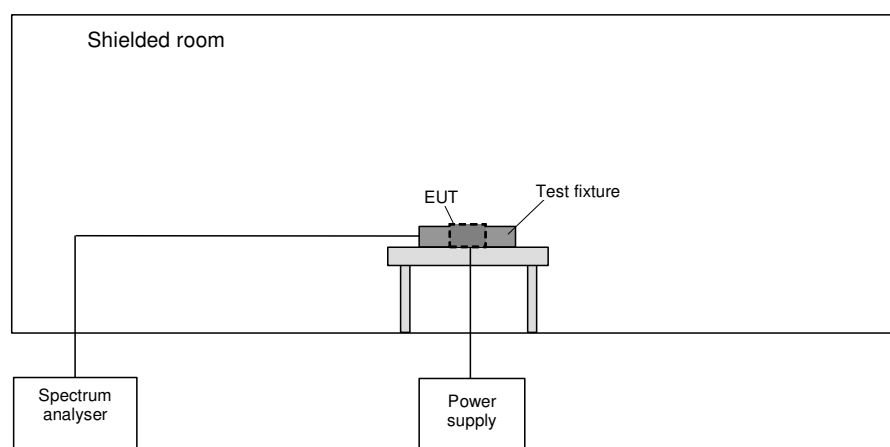 Shielded room
EUT
Test fixture
Spectrum
analyser
Power
supply